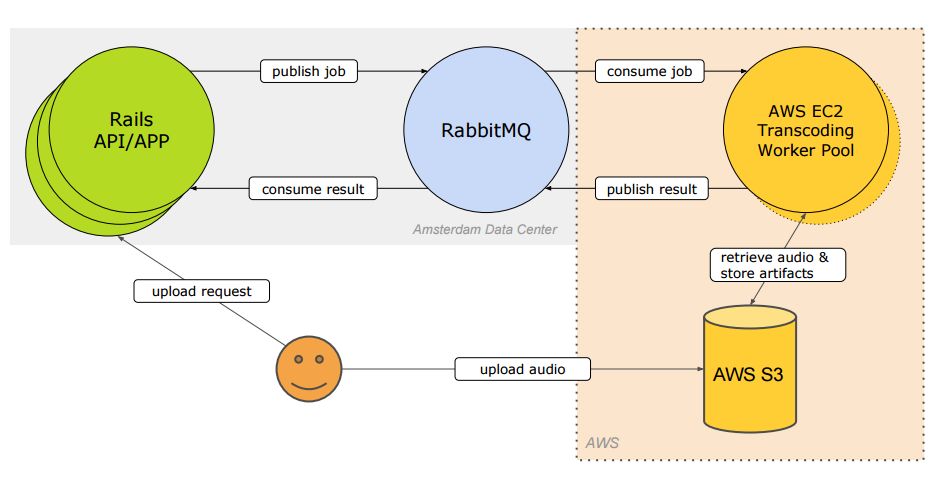 publish job
consume job
Rails
API/APP
RabbitMQ
AWS EC2
Transcoding
Worker Pool
consume result
publish result
Amsterdam Data Center
retrieve audio &
store artifacts
upload request
upload audio
AWS S3
AWS